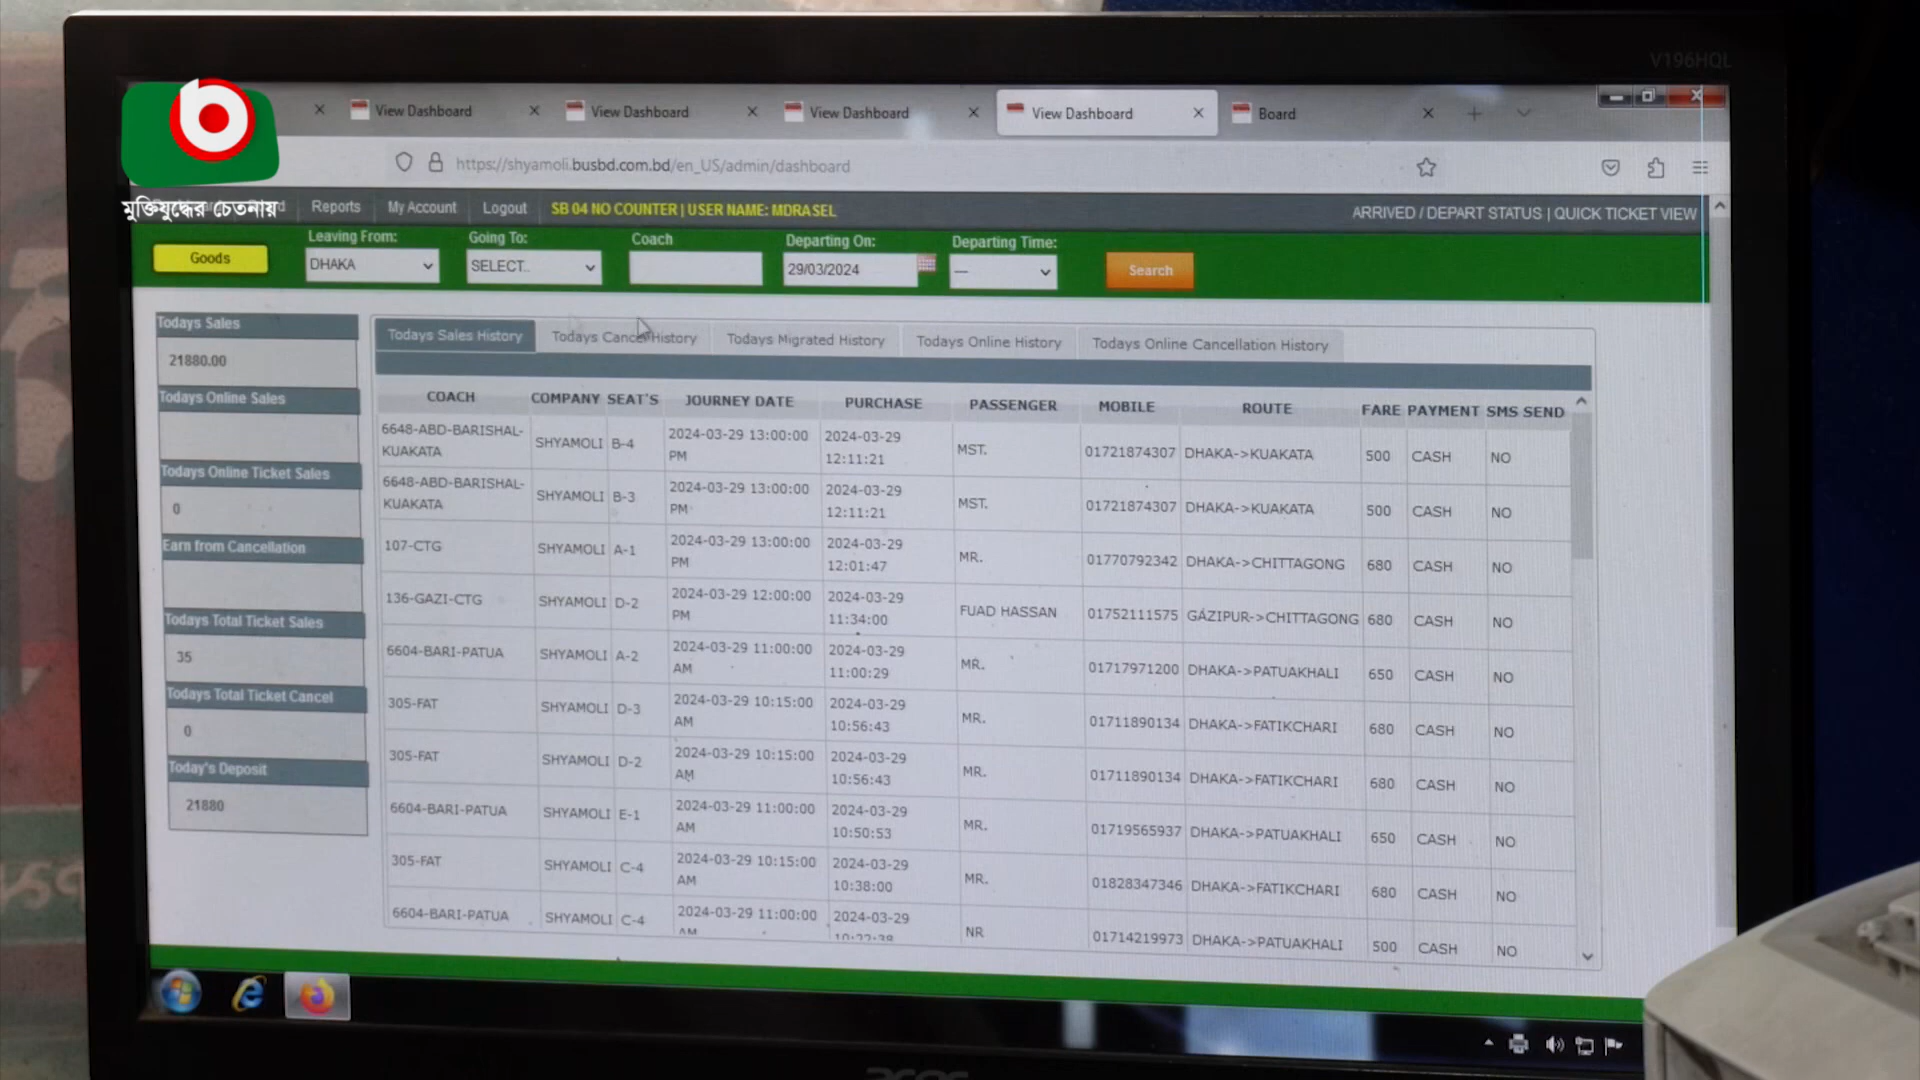 V196HQL
View Dashboard
View Dashboard
View Dashboard
View Dashboard
Board
https://shyamoli.busbd.com.bd/en_US/admin/dashboard
মুক্তিযুদ্ধের চেতনায়
Reports My Account Logout SB 04 NO COUNTER | USER NAME: MDRASEL ARRIVED / DEPART STATUS | QUICK TICKET VIEW
Leaving From: Going To: Coach Departing On: Departing Time:
Goods DHAKA SELECT.. 29/03/2024 --- Search
Todays Sales
21880.00
Todays Online Sales
Todays Online Ticket Sales
0
Earn from Cancellation
Todays Total Ticket Sales
35
Todays Total Ticket Cancel
0
Today's Deposit
21880
Todays Sales History Todays Cancel History Todays Migrated History Todays Online History Todays Online Cancellation History
COACH COMPANY SEAT'S JOURNEY DATE PURCHASE PASSENGER MOBILE ROUTE FARE PAYMENT SMS SEND
6648-ABD-BARISHAL-KUAKATA SHYAMOLI B-4 2024-03-29 13:00:00 PM 2024-03-29 12:11:21 MST. 01721874307 DHAKA->KUAKATA 500 CASH NO
6648-ABD-BARISHAL-KUAKATA SHYAMOLI B-3 2024-03-29 13:00:00 PM 2024-03-29 12:11:21 MST. 01721874307 DHAKA->KUAKATA 500 CASH NO
107-CTG SHYAMOLI A-1 2024-03-29 13:00:00 PM 2024-03-29 12:01:47 MR. 01770792342 DHAKA->CHITTAGONG 680 CASH NO
136-GAZI-CTG SHYAMOLI D-2 2024-03-29 12:00:00 PM 2024-03-29 11:34:00 FUAD HASSAN 01752111575 GAZIPUR->CHITTAGONG 680 CASH NO
6604-BARI-PATUA SHYAMOLI A-2 2024-03-29 11:00:00 AM 2024-03-29 11:00:29 MR. 01717971200 DHAKA->PATUAKHALI 650 CASH NO
305-FAT SHYAMOLI D-3 2024-03-29 10:15:00 AM 2024-03-29 10:56:43 MR. 01711890134 DHAKA->FATIKCHARI 680 CASH NO
305-FAT SHYAMOLI D-2 2024-03-29 10:15:00 AM 2024-03-29 10:56:43 MR. 01711890134 DHAKA->FATIKCHARI 680 CASH NO
6604-BARI-PATUA SHYAMOLI E-1 2024-03-29 11:00:00 AM 2024-03-29 10:50:53 MR. 01719565937 DHAKA->PATUAKHALI 650 CASH NO
305-FAT SHYAMOLI C-4 2024-03-29 10:15:00 AM 2024-03-29 10:38:00 MR. 01828347346 DHAKA->FATIKCHARI 680 CASH NO
6604-BARI-PATUA SHYAMOLI C-4 2024-03-29 11:00:00 AM 2024-03-29 NR 01714219973 DHAKA->PATUAKHALI 500 CASH NO
acer